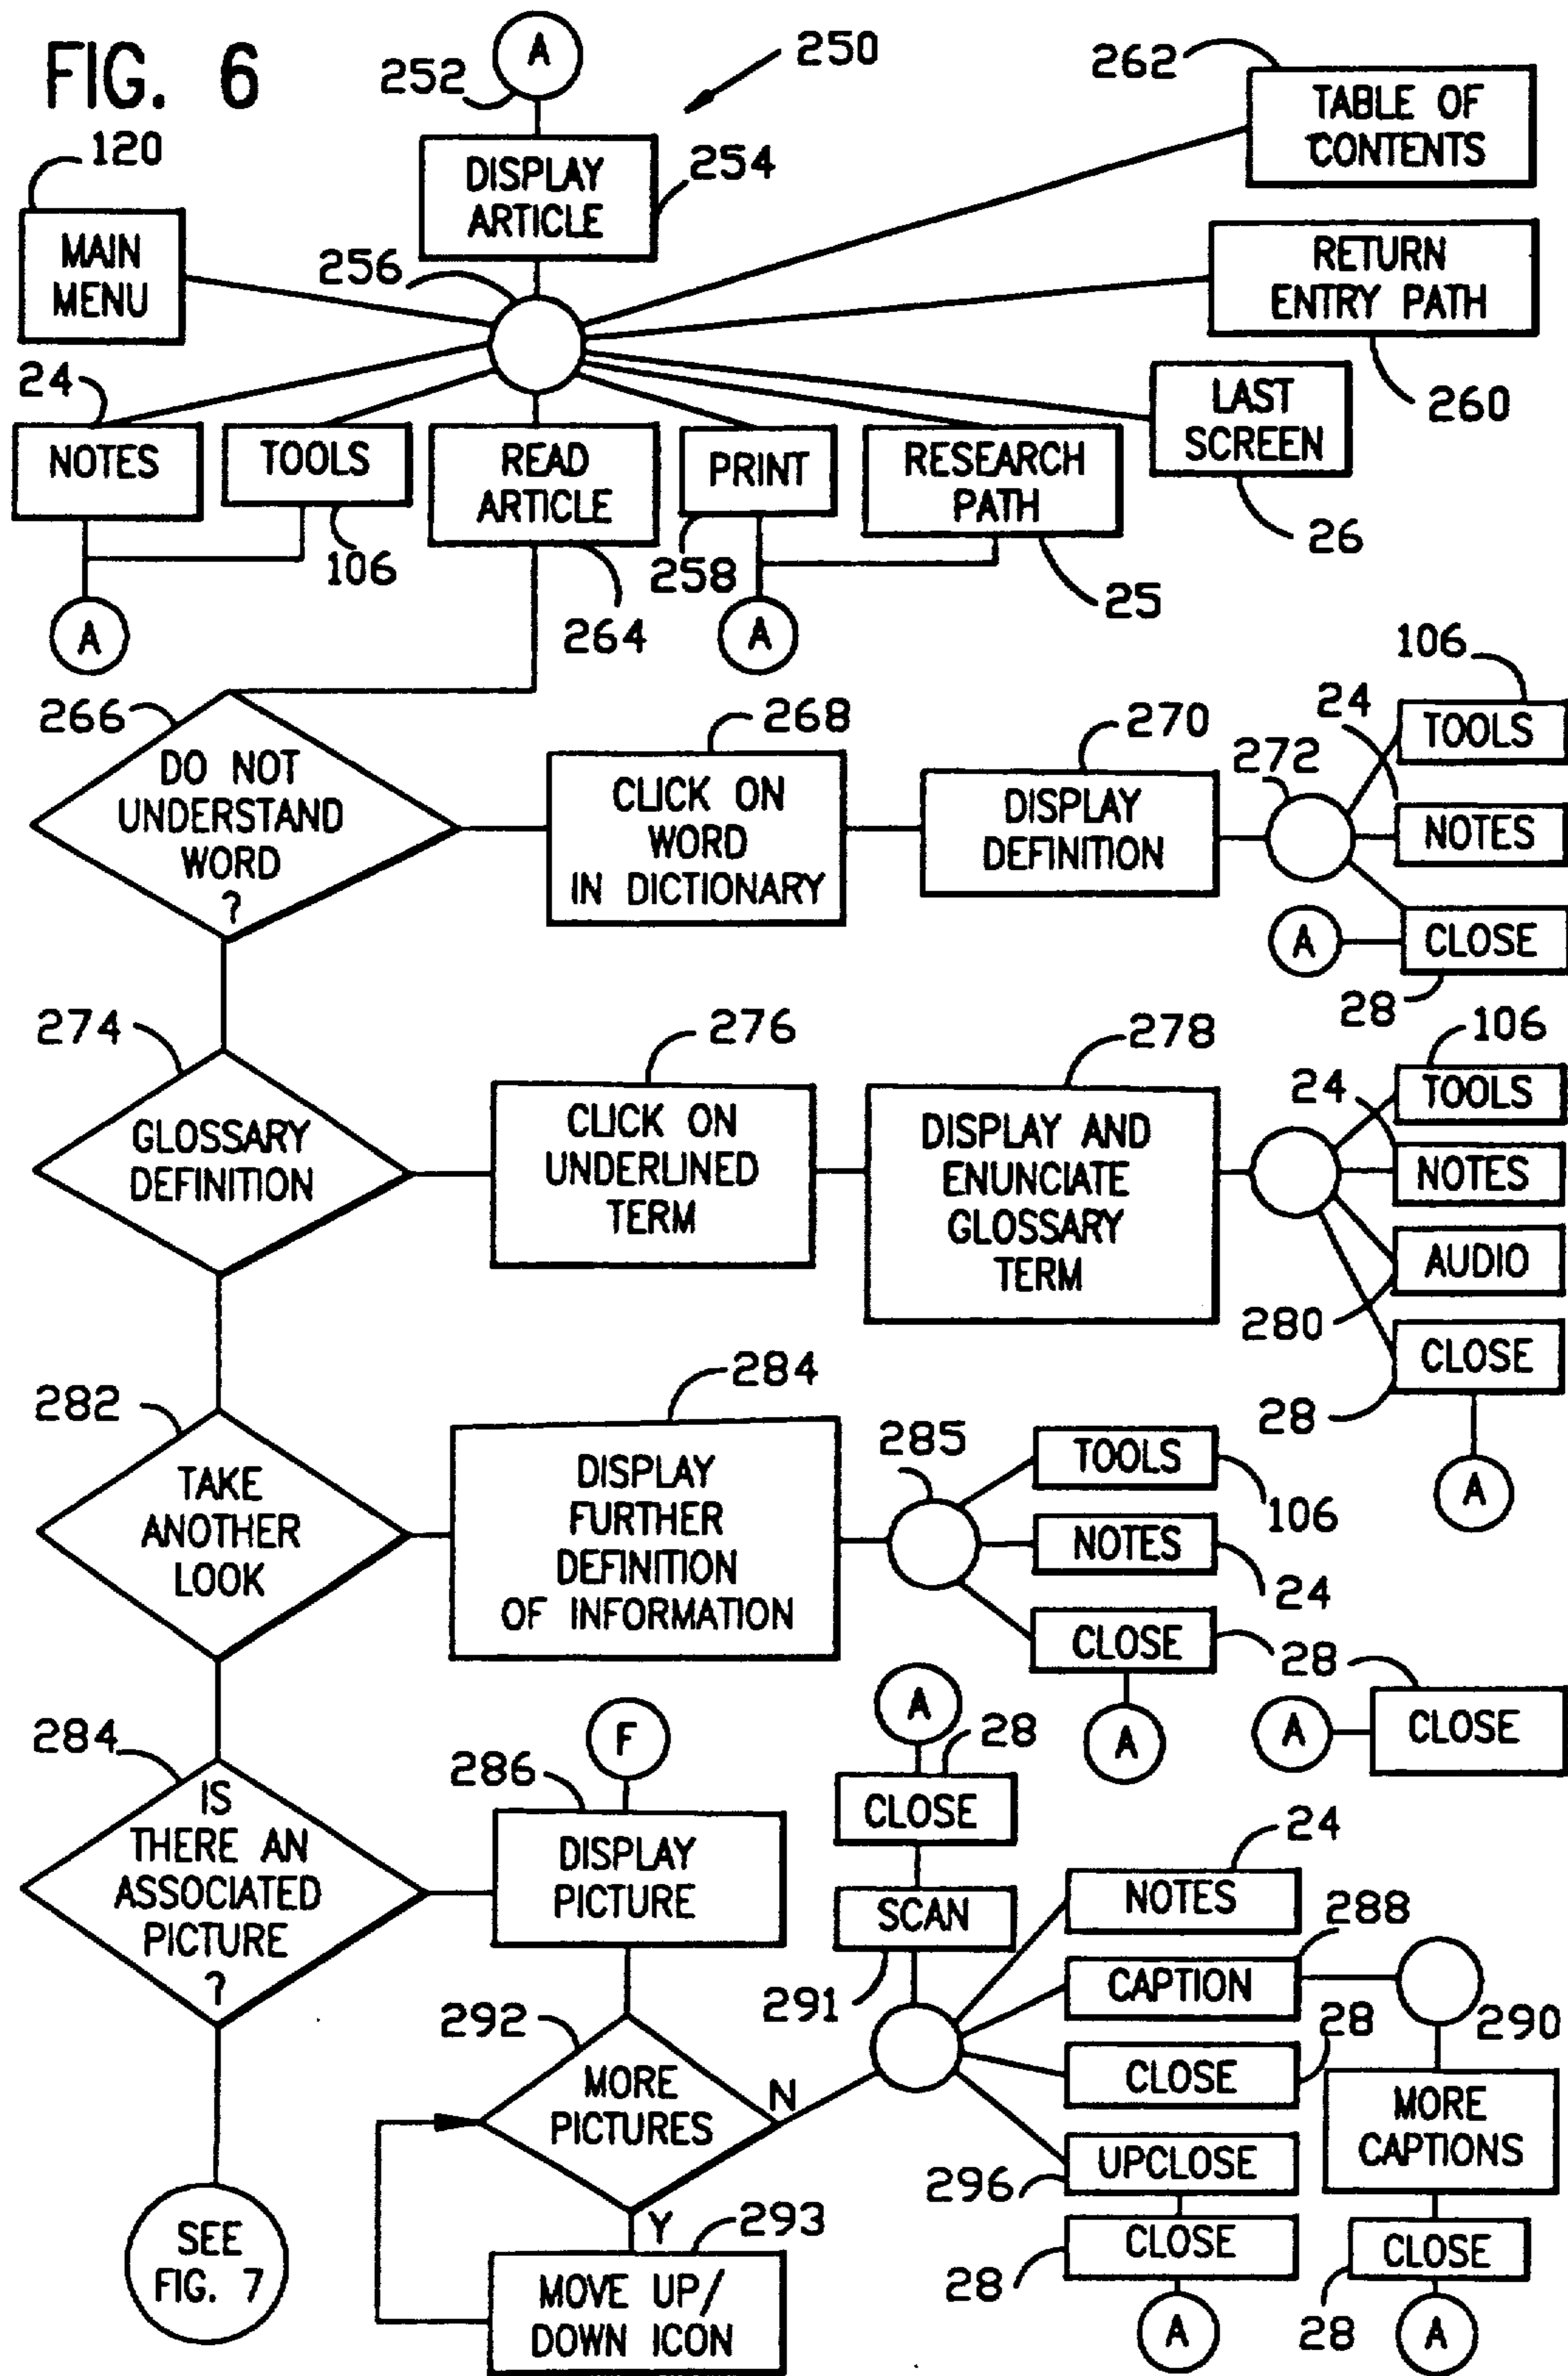 FIG. 6
A
252
250
262
TABLE OF
CONTENTS
120
DISPLAY
ARTICLE
254
MAIN
MENU
256
RETURN
ENTRY PATH
260
24
NOTES
TOOLS
106
READ
ARTICLE
264
PRINT
258
RESEARCH
PATH
25
LAST
SCREEN
26
A
A
266
DO NOT
UNDERSTAND
WORD
?
268
CLICK ON
WORD
IN DICTIONARY
270
DISPLAY
DEFINITION
272
106
TOOLS
24
NOTES
A
CLOSE
28
274
GLOSSARY
DEFINITION
276
CLICK ON
UNDERLINED
TERM
278
DISPLAY AND
ENUNCIATE
GLOSSARY
TERM
106
TOOLS
24
NOTES
AUDIO
280
CLOSE
28
A
282
TAKE
ANOTHER
LOOK
284
DISPLAY
FURTHER
DEFINITION
OF INFORMATION
285
TOOLS
106
NOTES
24
CLOSE
28
A
A
CLOSE
284
IS
THERE AN
ASSOCIATED
PICTURE
?
F
286
DISPLAY
PICTURE
A
28
CLOSE
SCAN
291
24
NOTES
288
CAPTION
290
28
CLOSE
MORE
CAPTIONS
292
MORE
PICTURES
N
Y
296
UPCLOSE
CLOSE
28
A
CLOSE
28
A
293
MOVE UP/
DOWN ICON
SEE
FIG. 7